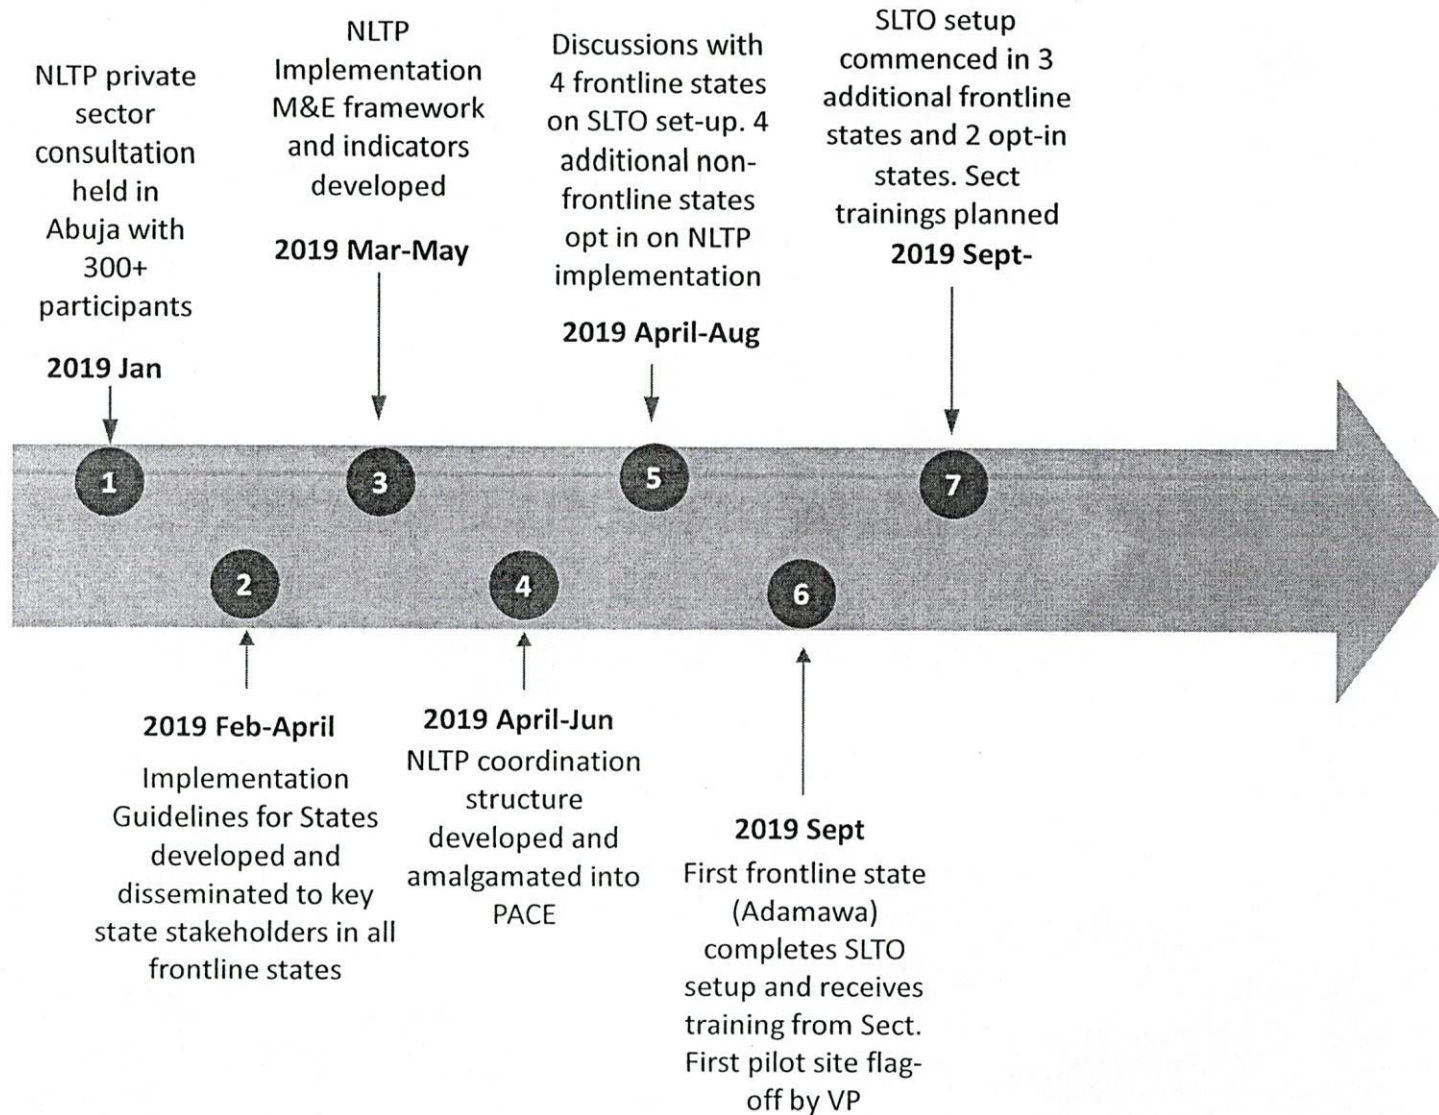 NLTP private
sector
consultation
held in
Abuja with
300+
participants
2019 Jan
NLTP
Implementation
M&E framework
and indicators
developed
2019 Mar-May
Discussions with
4 frontline states
on SLTO set-up. 4
additional non-
frontline states
opt in on NLTP
implementation
2019 April-Aug
SLTO setup
commenced in 3
additional frontline
states and 2 opt-in
states. Sect
trainings planned
2019 Sept-
1
3
5
7
2
4
6
2019 Feb-April
Implementation
Guidelines for States
developed and
disseminated to key
state stakeholders in all
frontline states
2019 April-Jun
NLTP coordination
structure
developed and
amalgamated into
PACE
2019 Sept
First frontline state
(Adamawa)
completes SLTO
setup and receives
training from Sect.
First pilot site flag-
off by VP